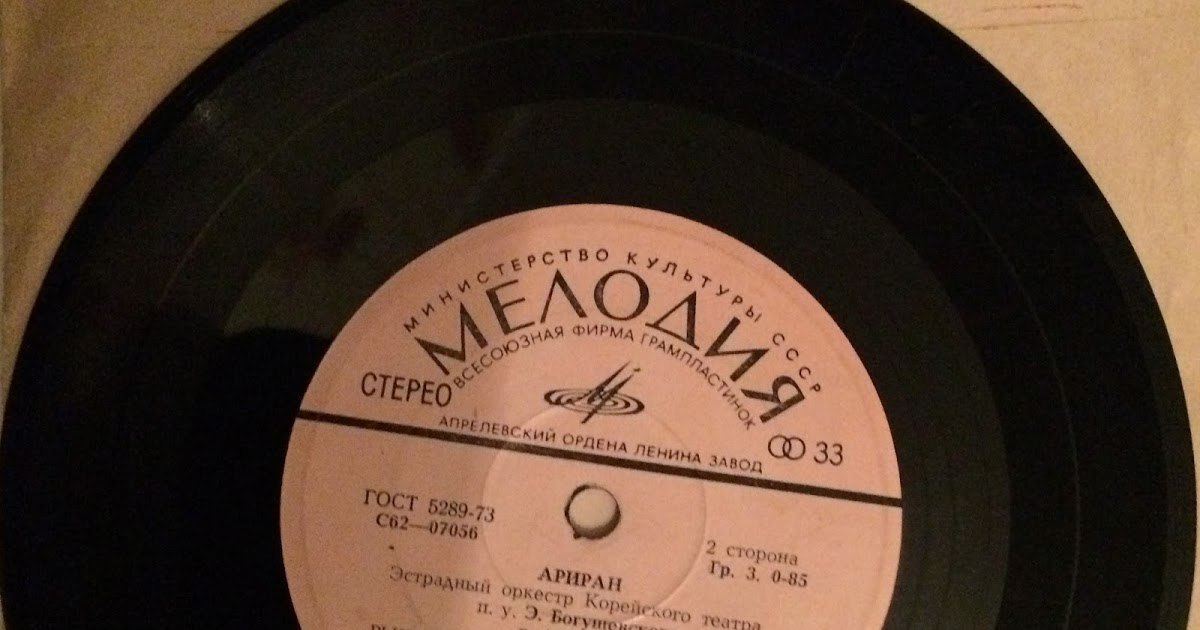 МИНИСТЕРСТВО КУЛЬТУРЫ СССР
МЕЛОДИЯ
ВСЕСОЮЗНАЯ ФИРМА ГРАМПЛАСТИНОК
СТЕРЕО
33
АПРЕЛЕВСКИЙ ОРДЕНА ЛЕНИНА ЗАВОД
ГОСТ 5289-73
С62—07056
2 сторона
Гр. 3. 0-85
АРИРАН
Эстрадный оркестр Корейского театра
п. у. Э. Богушевского